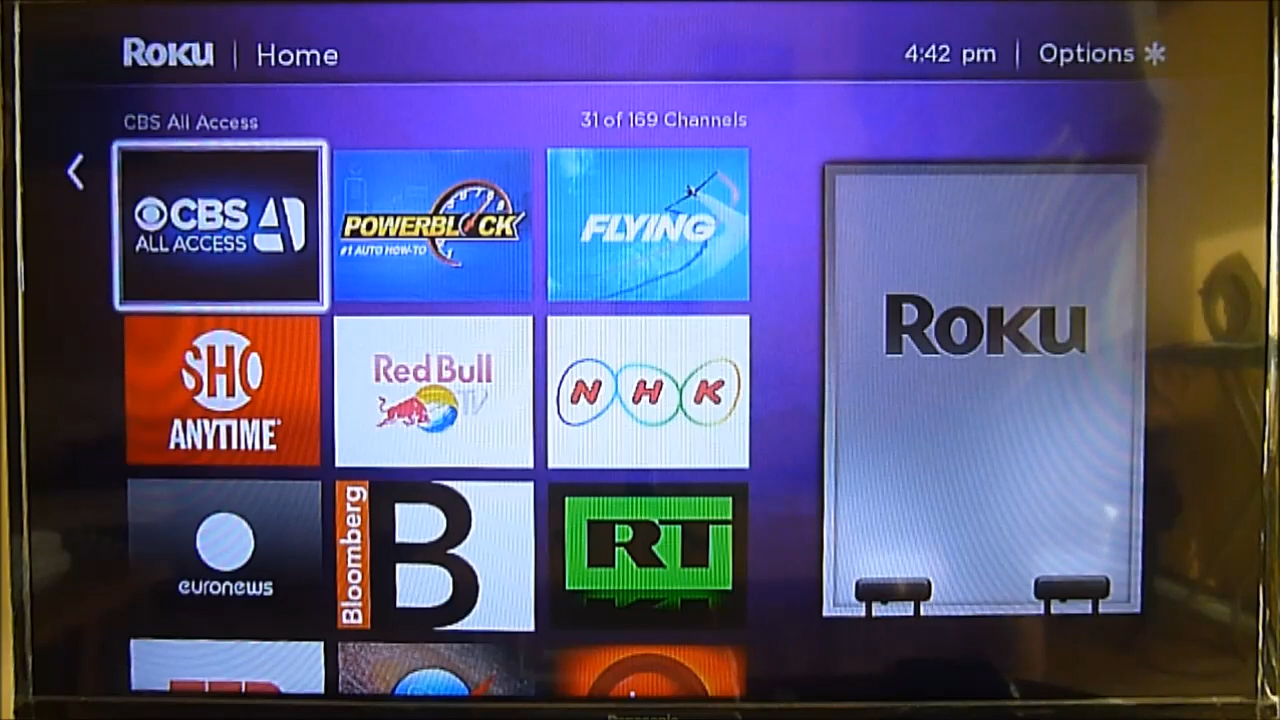 Roku | Home
4:42 pm | Options *
CBS All Access
31 of 169 Channels
CBS
ALL ACCESS
POWERBLOCK
#1 AUTO HOW-TO
FLYING
SHO
ANYTIME
Red Bull
TV
NHK
euronews
Bloomberg
B
RT
Roku
Panasonic